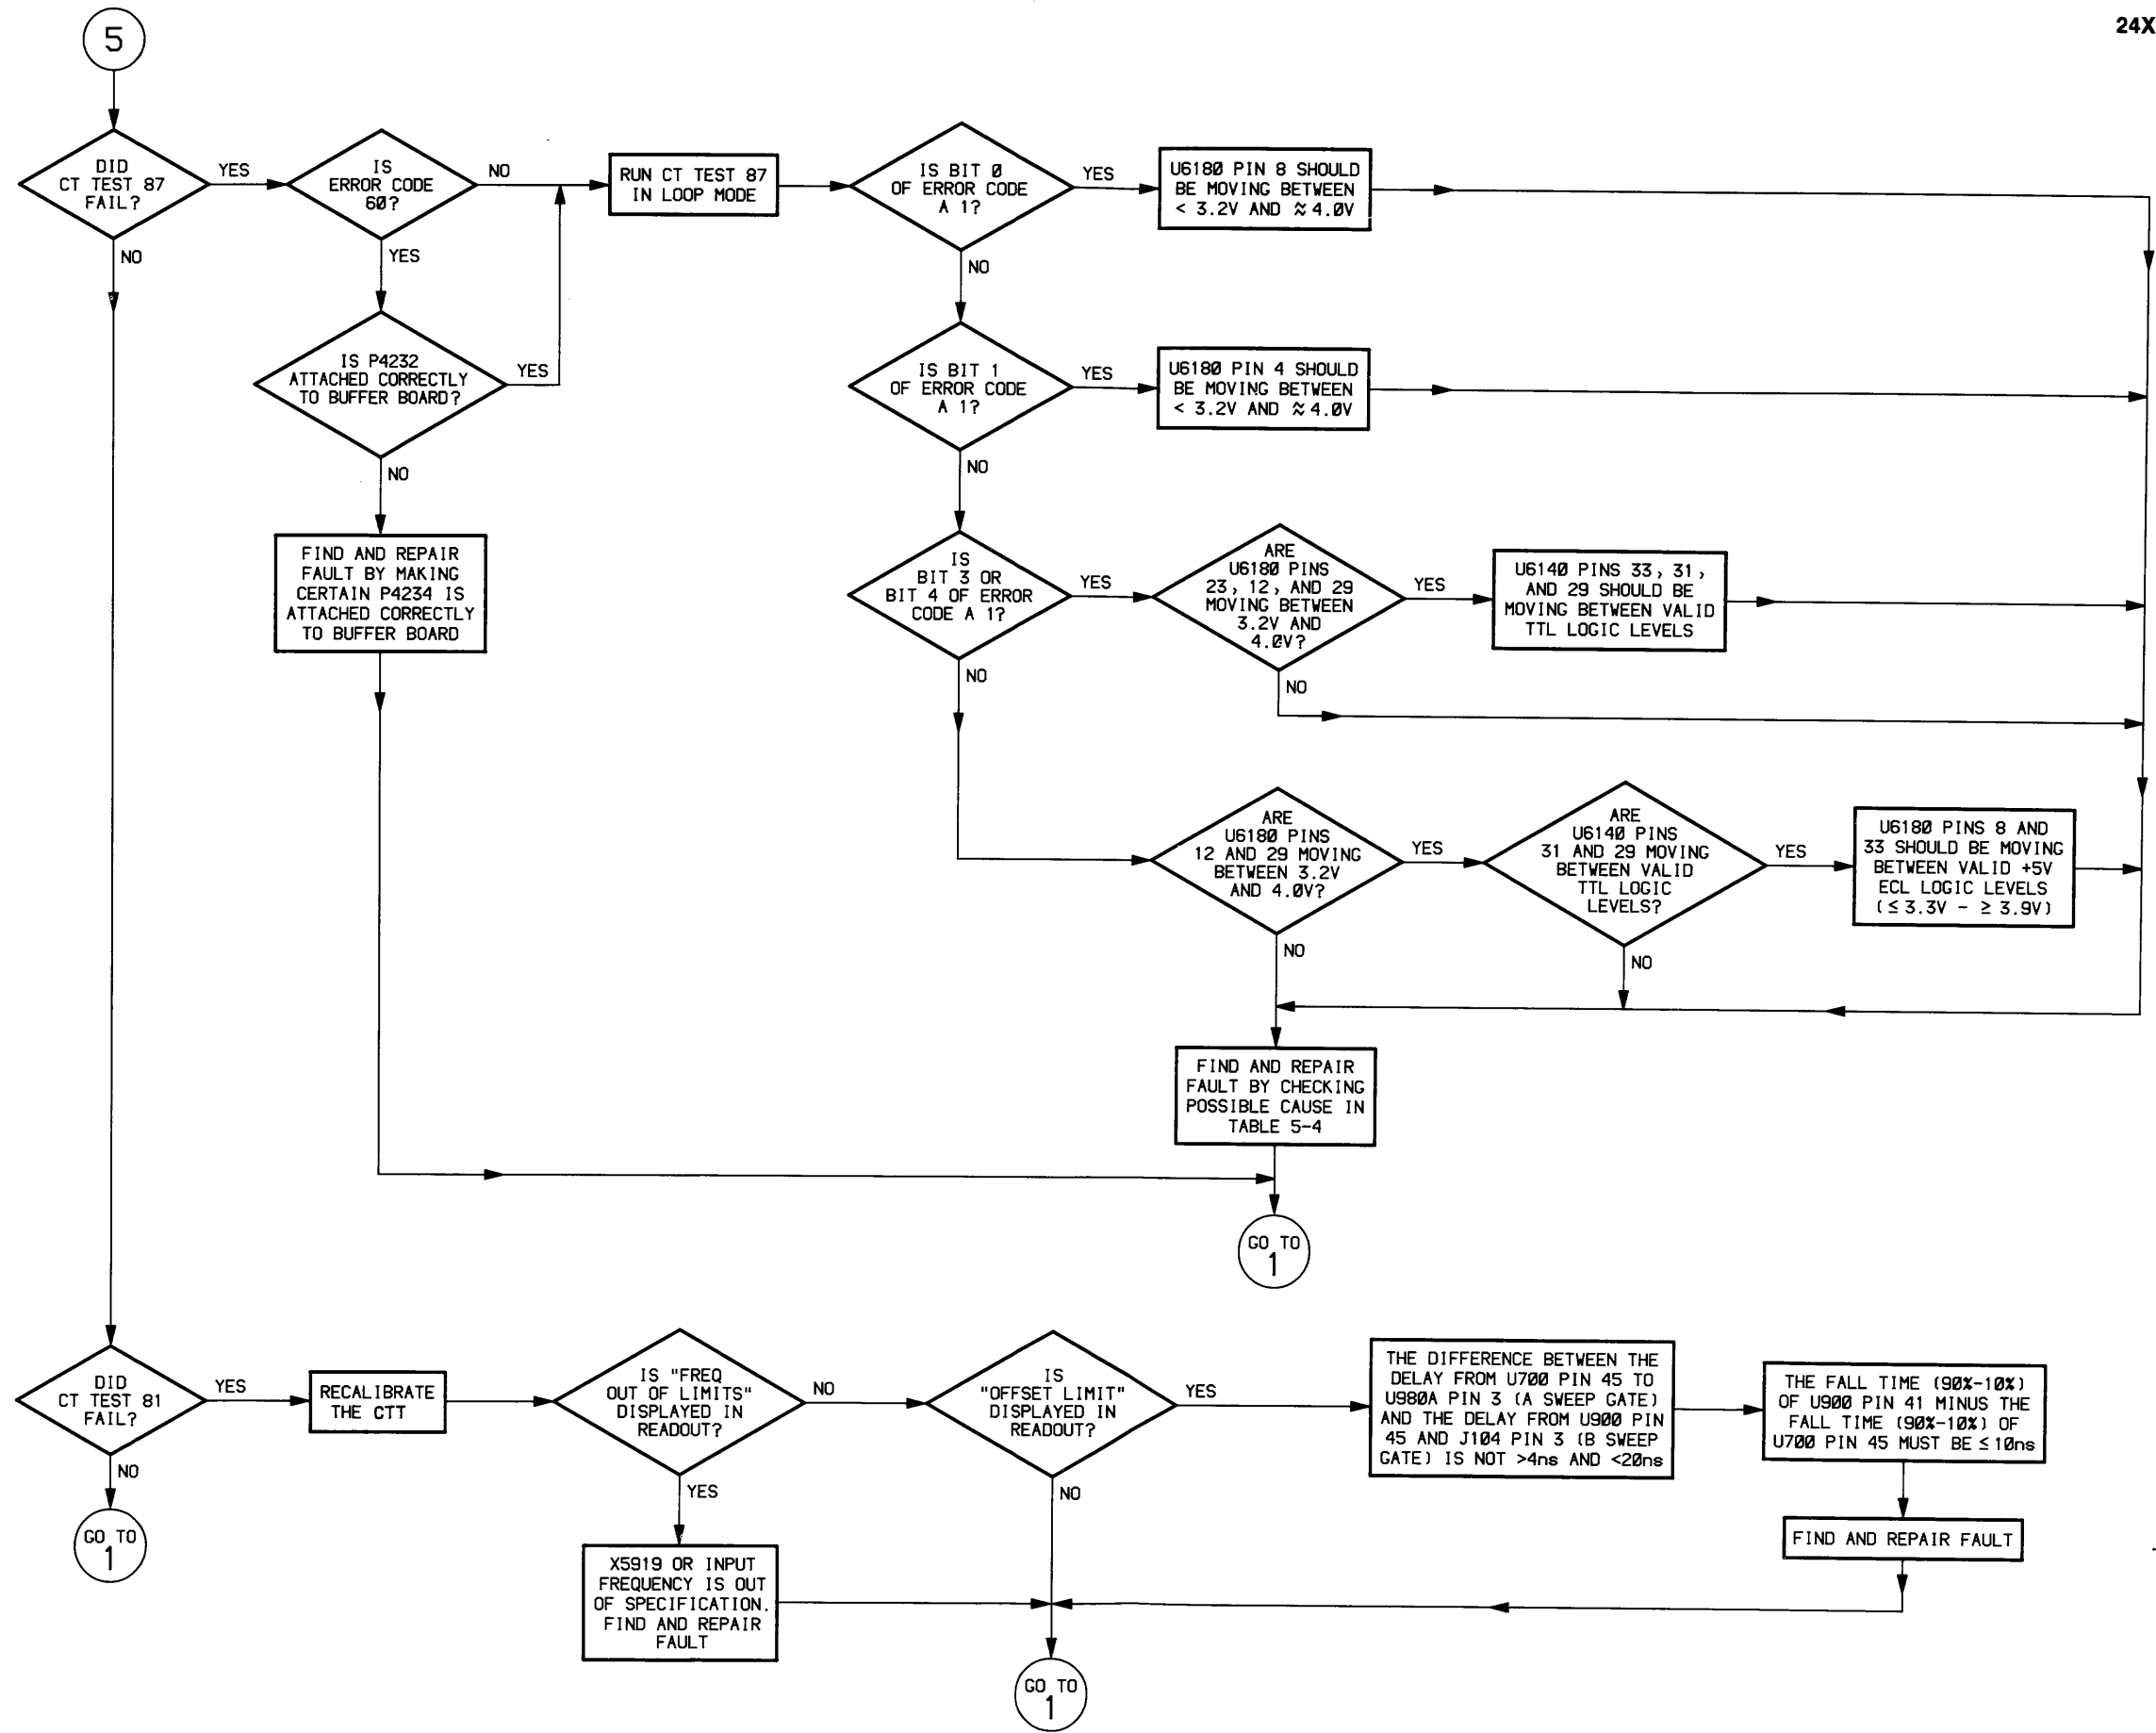 24X
5
DID
CT TEST 87
FAIL?
YES
NO
IS
ERROR CODE
60?
NO
YES
IS P4232
ATTACHED CORRECTLY
TO BUFFER BOARD?
YES
NO
FIND AND REPAIR
FAULT BY MAKING
CERTAIN P4234 IS
ATTACHED CORRECTLY
TO BUFFER BOARD
RUN CT TEST 87
IN LOOP MODE
IS BIT 0
OF ERROR CODE
A 1?
YES
NO
U6180 PIN 8 SHOULD
BE MOVING BETWEEN
< 3.2V AND ≈ 4.0V
IS BIT 1
OF ERROR CODE
A 1?
YES
NO
U6180 PIN 4 SHOULD
BE MOVING BETWEEN
< 3.2V AND ≈ 4.0V
IS
BIT 3 OR
BIT 4 OF ERROR
CODE A 1?
YES
NO
ARE
U6180 PINS
23, 12, AND 29
MOVING BETWEEN
3.2V AND
4.0V?
YES
NO
U6140 PINS 33, 31,
AND 29 SHOULD BE
MOVING BETWEEN VALID
TTL LOGIC LEVELS
ARE
U6180 PINS
12 AND 29 MOVING
BETWEEN 3.2V
AND 4.0V?
YES
NO
ARE
U6140 PINS
31 AND 29 MOVING
BETWEEN VALID
TTL LOGIC
LEVELS?
YES
NO
U6180 PINS 8 AND
33 SHOULD BE MOVING
BETWEEN VALID +5V
ECL LOGIC LEVELS
(≤ 3.3V - ≥ 3.9V)
FIND AND REPAIR
FAULT BY CHECKING
POSSIBLE CAUSE IN
TABLE 5-4
GO TO
1
DID
CT TEST 81
FAIL?
YES
NO
GO TO
1
RECALIBRATE
THE CTT
IS "FREQ
OUT OF LIMITS"
DISPLAYED IN
READOUT?
NO
YES
X5919 OR INPUT
FREQUENCY IS OUT
OF SPECIFICATION.
FIND AND REPAIR
FAULT
IS
"OFFSET LIMIT"
DISPLAYED IN
READOUT?
YES
NO
THE DIFFERENCE BETWEEN THE
DELAY FROM U700 PIN 45 TO
U980A PIN 3 (A SWEEP GATE)
AND THE DELAY FROM U900 PIN
45 AND J104 PIN 3 (B SWEEP
GATE) IS NOT >4ns AND <20ns
THE FALL TIME (90%-10%)
OF U900 PIN 41 MINUS THE
FALL TIME (90%-10%) OF
U700 PIN 45 MUST BE ≤ 10ns
FIND AND REPAIR FAULT
GO TO
1